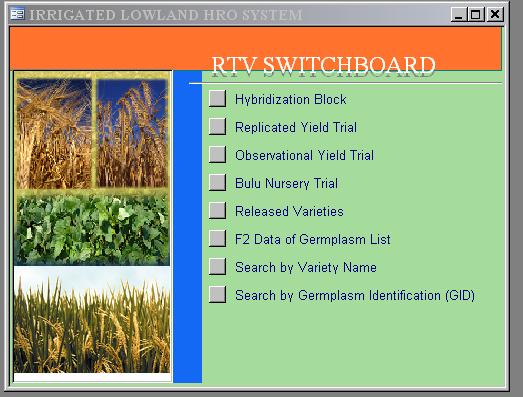 IRRIGATED LOWLAND HRO SYSTEM
RTV SWITCHBOARD
Hybridization Block
Replicated Yield Trial
Observational Yield Trial
Bulu Nursery Trial
Released Varieties
F2 Data of Germplasm List
Search by Variety Name
Search by Germplasm Identification (GID)